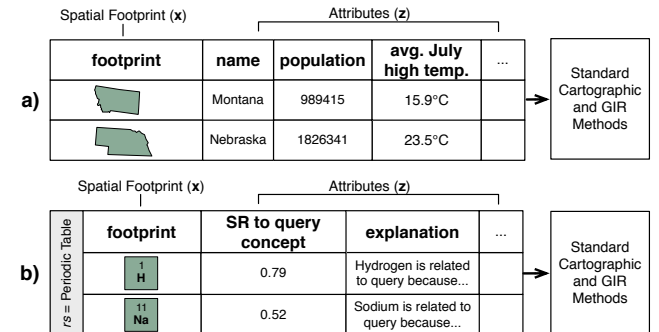 Spatial Footprint (x) Attributes (z)
a)
footprint name population avg. July high temp. ...
Montana 989415 15.9°C
Nebraska 1826341 23.5°C
Standard
Cartographic
and GIR
Methods
Spatial Footprint (x) Attributes (z)
b)
rs = Periodic Table
footprint SR to query concept explanation ...
1
H
0.79
Hydrogen is related
to query because...
11
Na
0.52
Sodium is related to
query because...
Standard
Cartographic
and GIR
Methods